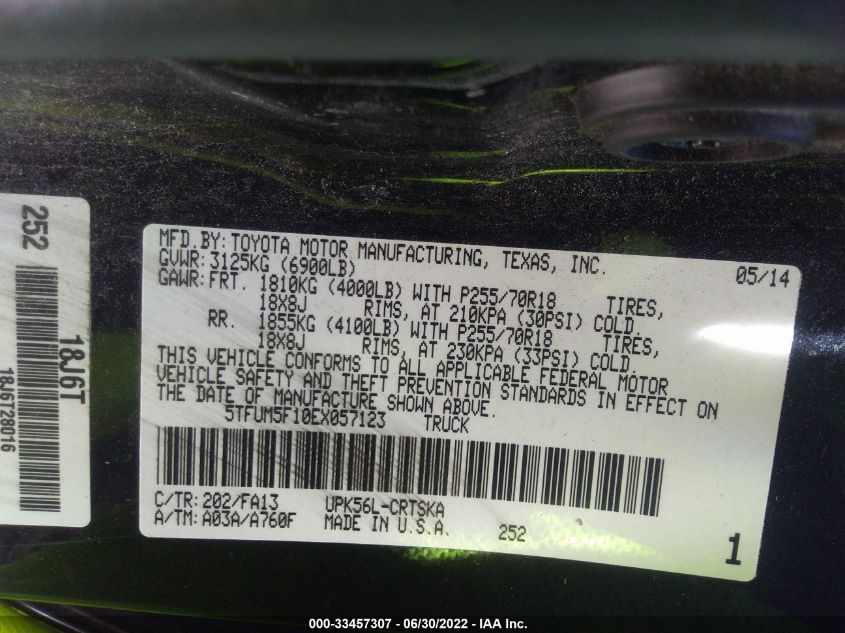 252
18J6T
18J6728016
MFD. BY: TOYOTA MOTOR MANUFACTURING, TEXAS, INC. 05/14
GVWR: 3125KG (6900LB)
GAWR: FRT. 1810KG (4000LB) WITH P255/70R18 TIRES,
18X8J RIMS, AT 210KPA (30PSI) COLD
RR. 1855KG (4100LB) WITH P255/70R18 TIRES,
18X8J RIMS, AT 230KPA (33PSI) COLD.
THIS VEHICLE CONFORMS TO ALL APPLICABLE FEDERAL MOTOR
VEHICLE SAFETY AND THEFT PREVENTION STANDARDS IN EFFECT ON
THE DATE OF MANUFACTURE SHOWN ABOVE.
5TFUM5F10EX057123 TRUCK
C/TR: 202/FA13 UPK56L-CRTSKA
A/TM: A03A/A760F MADE IN U.S.A. 252
1
000-33457307 - 06/30/2022 - IAA Inc.